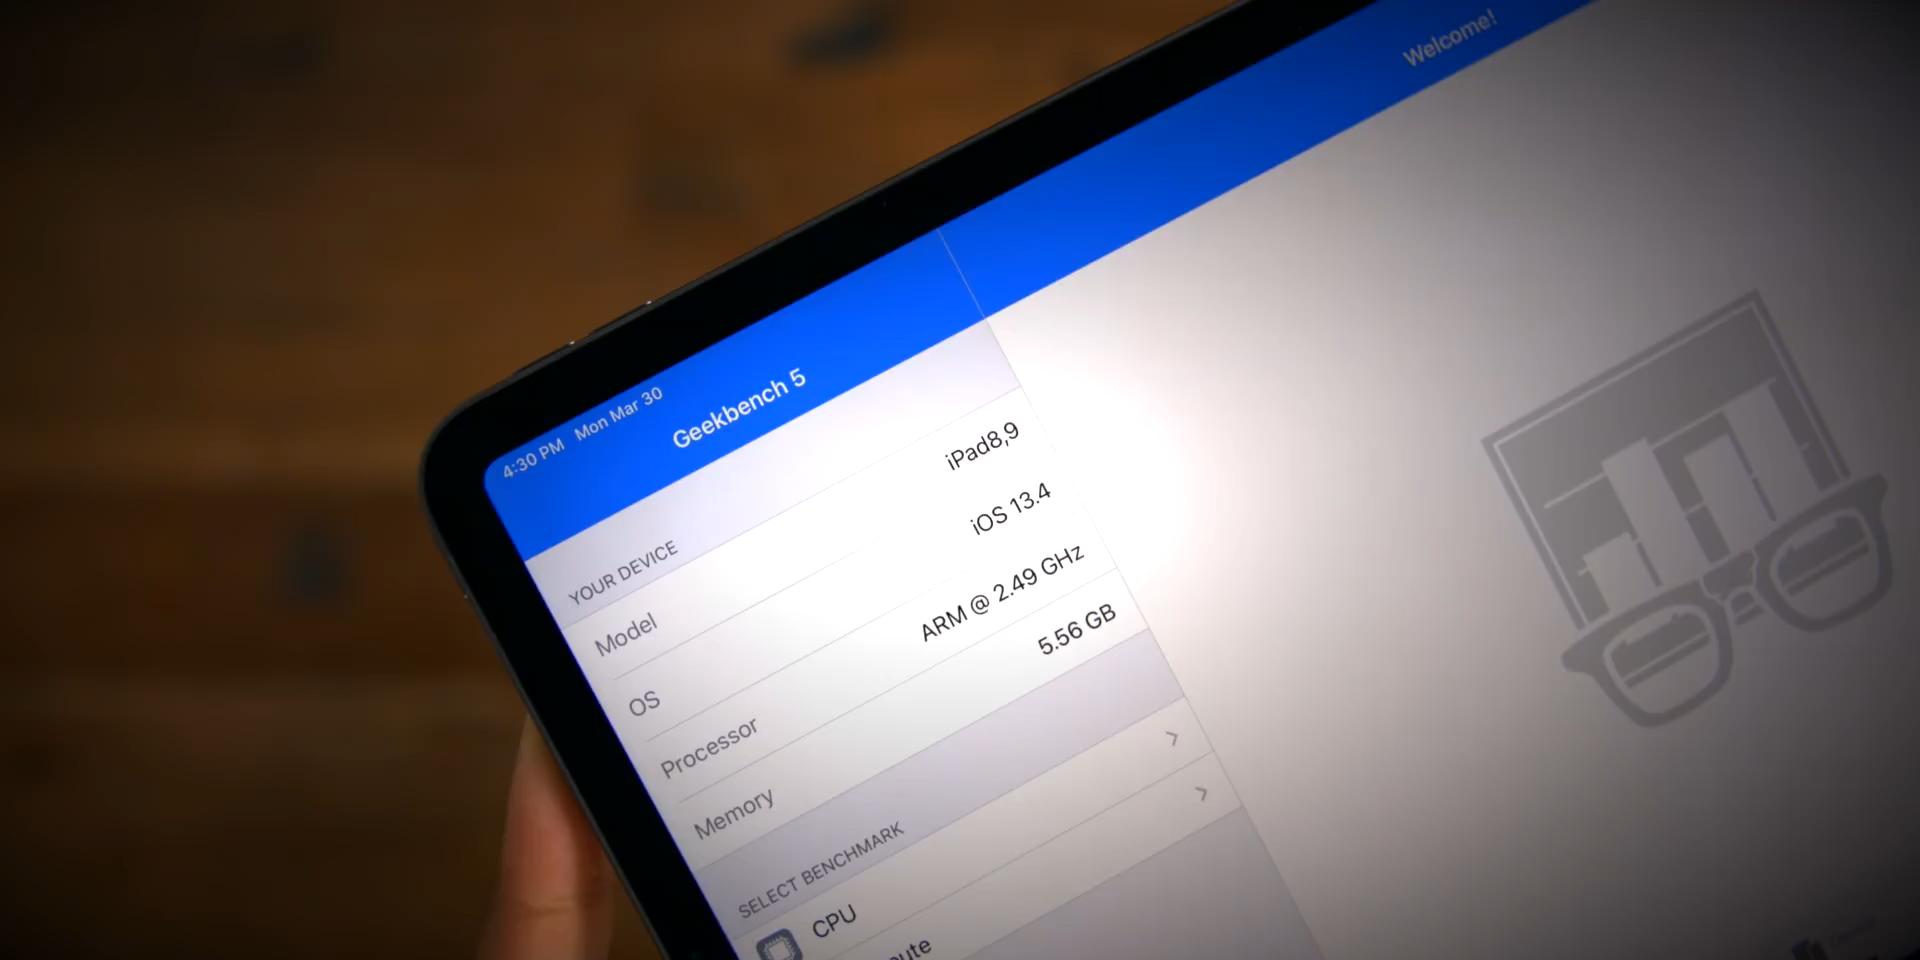 4:30 PM Mon Mar 30
Geekbench 5
Welcome!
YOUR DEVICE
Model iPad8,9
OS iOS 13.4
Processor ARM @ 2.49 GHz
Memory 5.56 GB
SELECT BENCHMARK
CPU